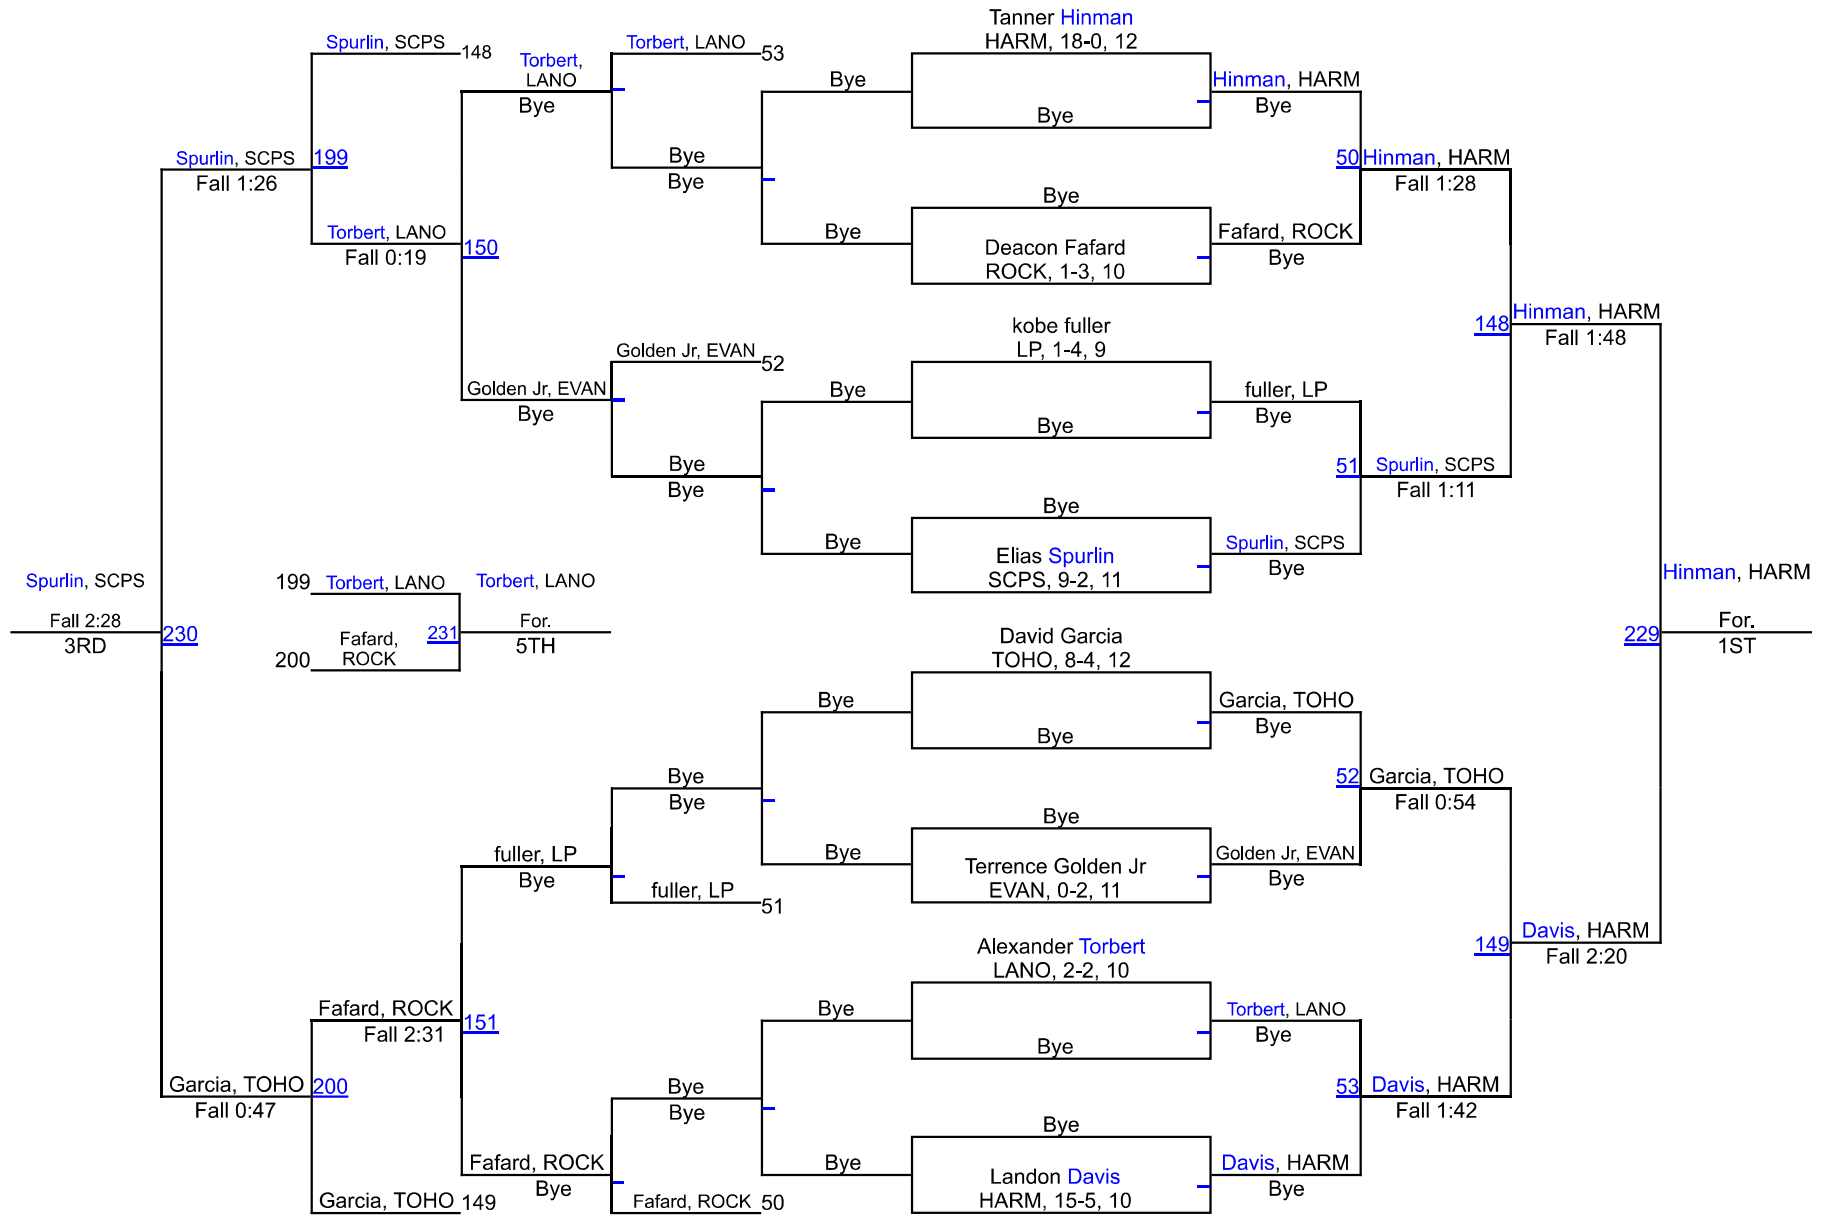 Tanner Hinman
HARM, 18-0, 12
Spurlin, SCPS
148
Torbert,
LANO
Bye
Torbert, LANO
53
Bye
Bye
Hinman, HARM
Bye
Spurlin, SCPS
Fall 1:26
199
Bye
Bye
50
Hinman, HARM
Fall 1:28
Torbert, LANO
Fall 0:19
150
Bye
Bye
Deacon Fafard
ROCK, 1-3, 10
Fafard, ROCK
Bye
148
Hinman, HARM
Fall 1:48
kobe fuller
LP, 1-4, 9
Golden Jr, EVAN
52
Golden Jr, EVAN
Bye
Bye
Bye
fuller, LP
Bye
Bye
Bye
51
Spurlin, SCPS
Fall 1:11
Bye
Bye
Elias Spurlin
SCPS, 9-2, 11
Spurlin, SCPS
Bye
Spurlin, SCPS
Fall 2:28
3RD
230
199
Torbert, LANO
Fafard,
ROCK
200
231
Torbert, LANO
For.
5TH
Hinman, HARM
229
For.
1ST
David Garcia
TOHO, 8-4, 12
Bye
Bye
Garcia, TOHO
Bye
Bye
Bye
52
Garcia, TOHO
Fall 0:54
fuller, LP
Bye
fuller, LP
51
Bye
Bye
Terrence Golden Jr
EVAN, 0-2, 11
Golden Jr, EVAN
Bye
149
Davis, HARM
Fall 2:20
Alexander Torbert
LANO, 2-2, 10
Fafard, ROCK
Fall 2:31
151
Bye
Bye
Torbert, LANO
Bye
Garcia, TOHO
Fall 0:47
200
Bye
Bye
53
Davis, HARM
Fall 1:42
Fafard, ROCK
Bye
Bye
Bye
Landon Davis
HARM, 15-5, 10
Davis, HARM
Bye
Garcia, TOHO
149
Fafard, ROCK
50